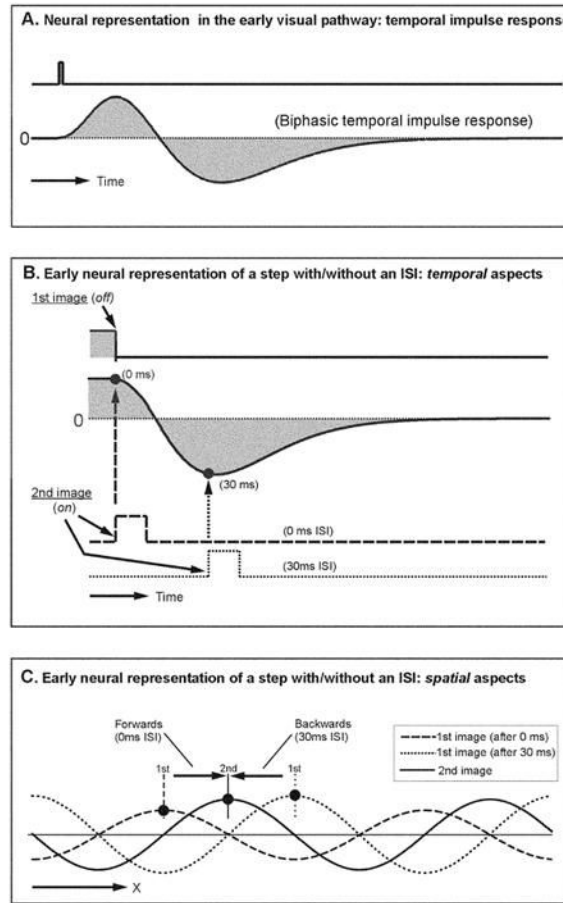 A. Neural representation in the early visual pathway: temporal impulse response
(Biphasic temporal impulse response)
0
Time
B. Early neural representation of a step with/without an ISI: temporal aspects
1st image (off)
(0 ms)
0
(30 ms)
2nd image
(on)
(0 ms ISI)
(30ms ISI)
Time
C. Early neural representation of a step with/without an ISI: spatial aspects
Forwards
(0ms ISI)
Backwards
(30ms ISI)
1st
2nd
1st
1st image (after 0 ms)
1st image (after 30 ms)
2nd image
X